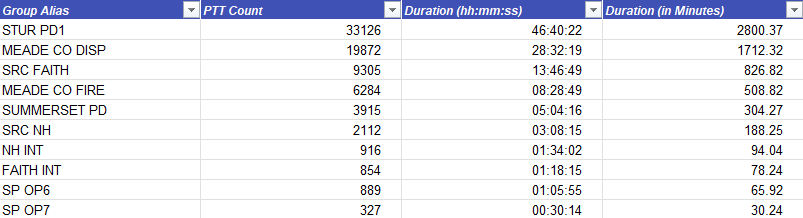 Group Alias PTT Count Duration (hh:mm:ss) Duration (in Minutes)
STUR PD1 33126 46:40:22 2800.37
MEADE CO DISP 19872 28:32:19 1712.32
SRC FAITH 9305 13:46:49 826.82
MEADE CO FIRE 6284 08:28:49 508.82
SUMMERSET PD 3915 05:04:16 304.27
SRC NH 2112 03:08:15 188.25
NH INT 916 01:34:02 94.04
FAITH INT 854 01:18:15 78.24
SP OP6 889 01:05:55 65.92
SP OP7 327 00:30:14 30.24